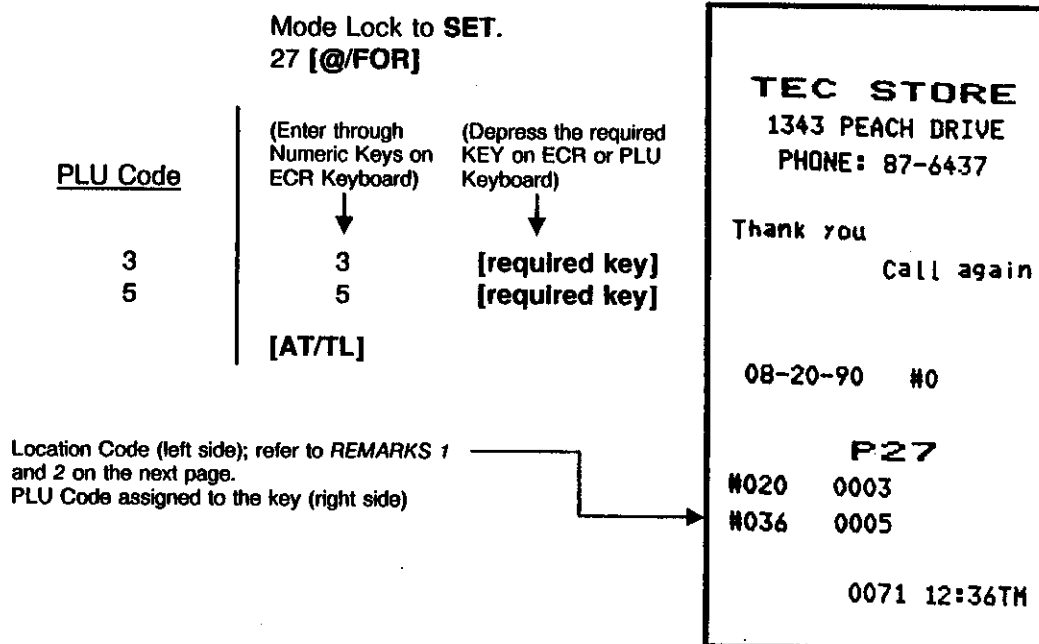 Mode Lock to SET.
27 [@/FOR]
PLU Code
(Enter through
Numeric Keys on
ECR Keyboard)
(Depress the required
KEY on ECR or PLU
Keyboard)
3 3 [required key]
5 5 [required key]
[AT/TL]
Location Code (left side); refer to REMARKS 1
and 2 on the next page.
PLU Code assigned to the key (right side)
TEC STORE
1343 PEACH DRIVE
PHONE: 87-6437
Thank you
Call again
08-20-90 #0
P27
#020 0003
#036 0005
0071 12:36TM